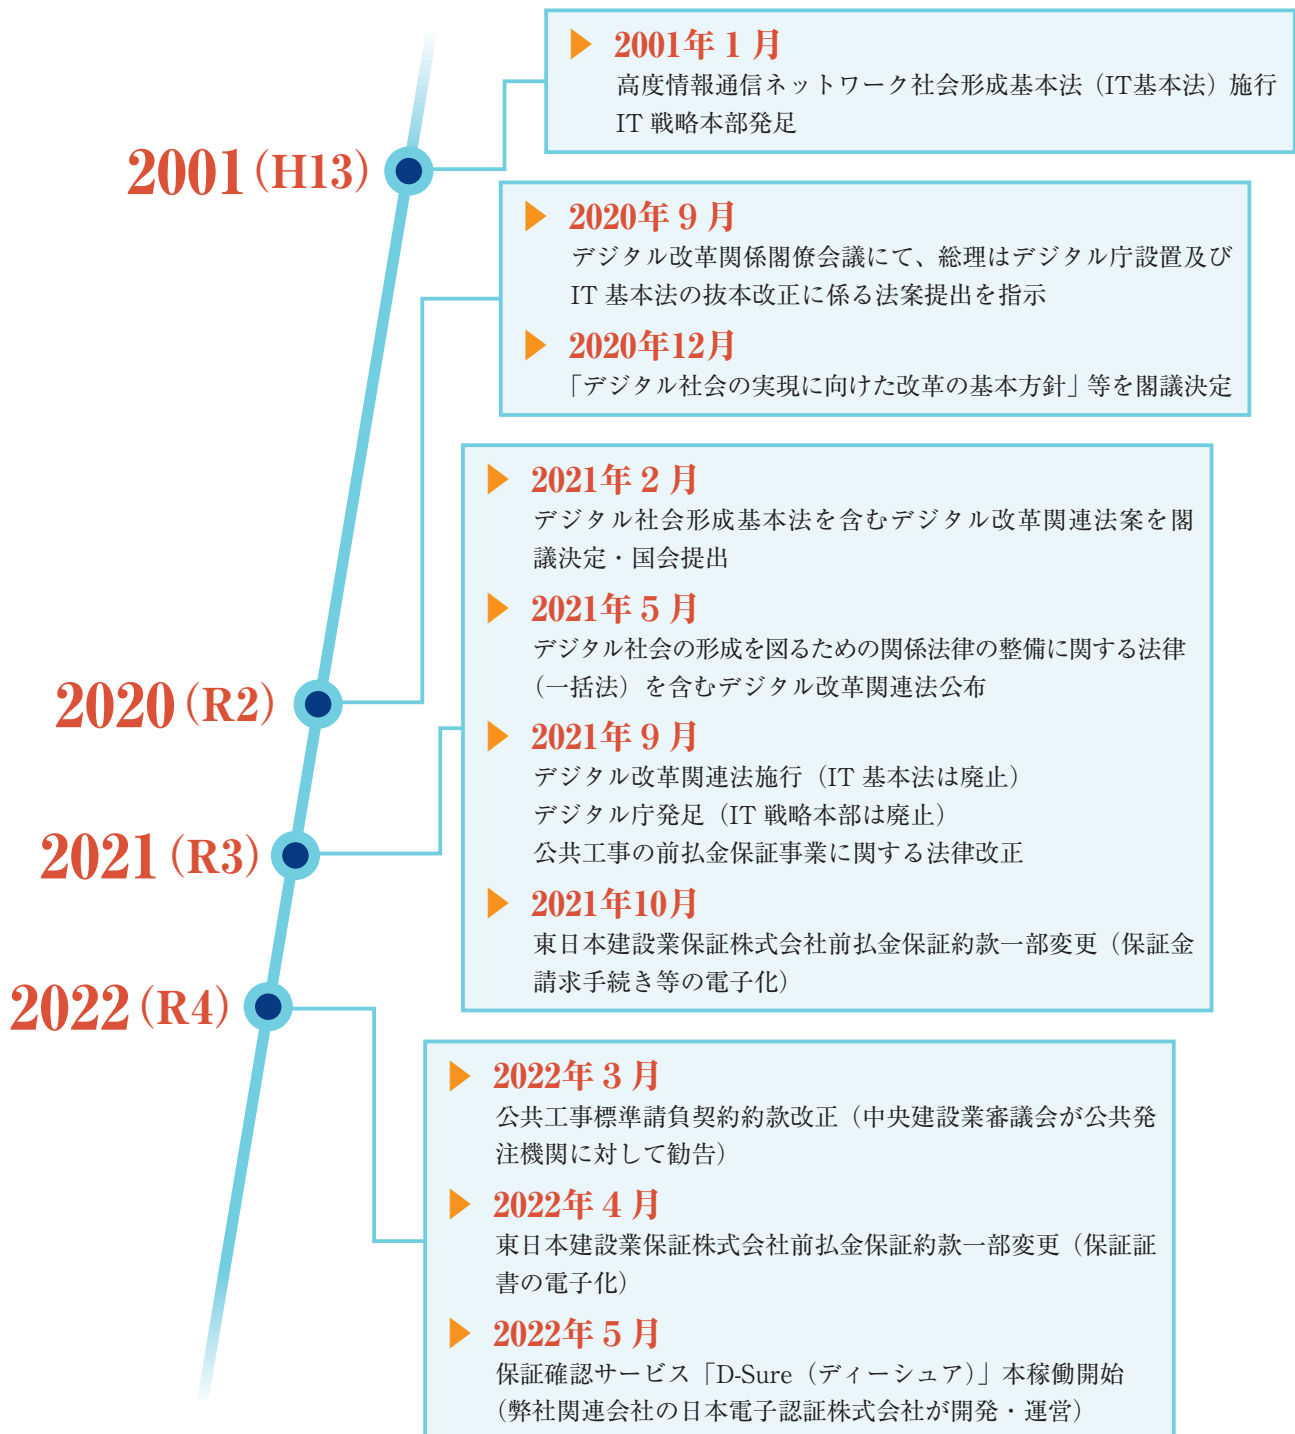 2001年 1 月
高度情報通信ネットワーク社会形成基本法（IT基本法）施行
IT 戦略本部発足
2001（H13）
2020年 9 月
デジタル改革関係閣僚会議にて、総理はデジタル庁設置及び
IT 基本法の抜本改正に係る法案提出を指示
2020年12月
「デジタル社会の実現に向けた改革の基本方針」等を閣議決定
2020（R2）
2021年 2 月
デジタル社会形成基本法を含むデジタル改革関連法案を閣
議決定・国会提出
2021年 5 月
デジタル社会の形成を図るための関係法律の整備に関する法律
（一括法）を含むデジタル改革関連法公布
2021年 9 月
デジタル改革関連法施行（IT 基本法は廃止）
デジタル庁発足（IT 戦略本部は廃止）
公共工事の前払金保証事業に関する法律改正
2021年10月
東日本建設業保証株式会社前払金保証約款一部変更（保証金
請求手続き等の電子化）
2021（R3）
2022（R4）
2022年 3 月
公共工事標準請負契約約款改正（中央建設業審議会が公共発
注機関に対して勧告）
2022年 4 月
東日本建設業保証株式会社前払金保証約款一部変更（保証証
書の電子化）
2022年 5 月
保証確認サービス「D-Sure（ディーシュア）」本稼働開始
（弊社関連会社の日本電子認証株式会社が開発・運営）